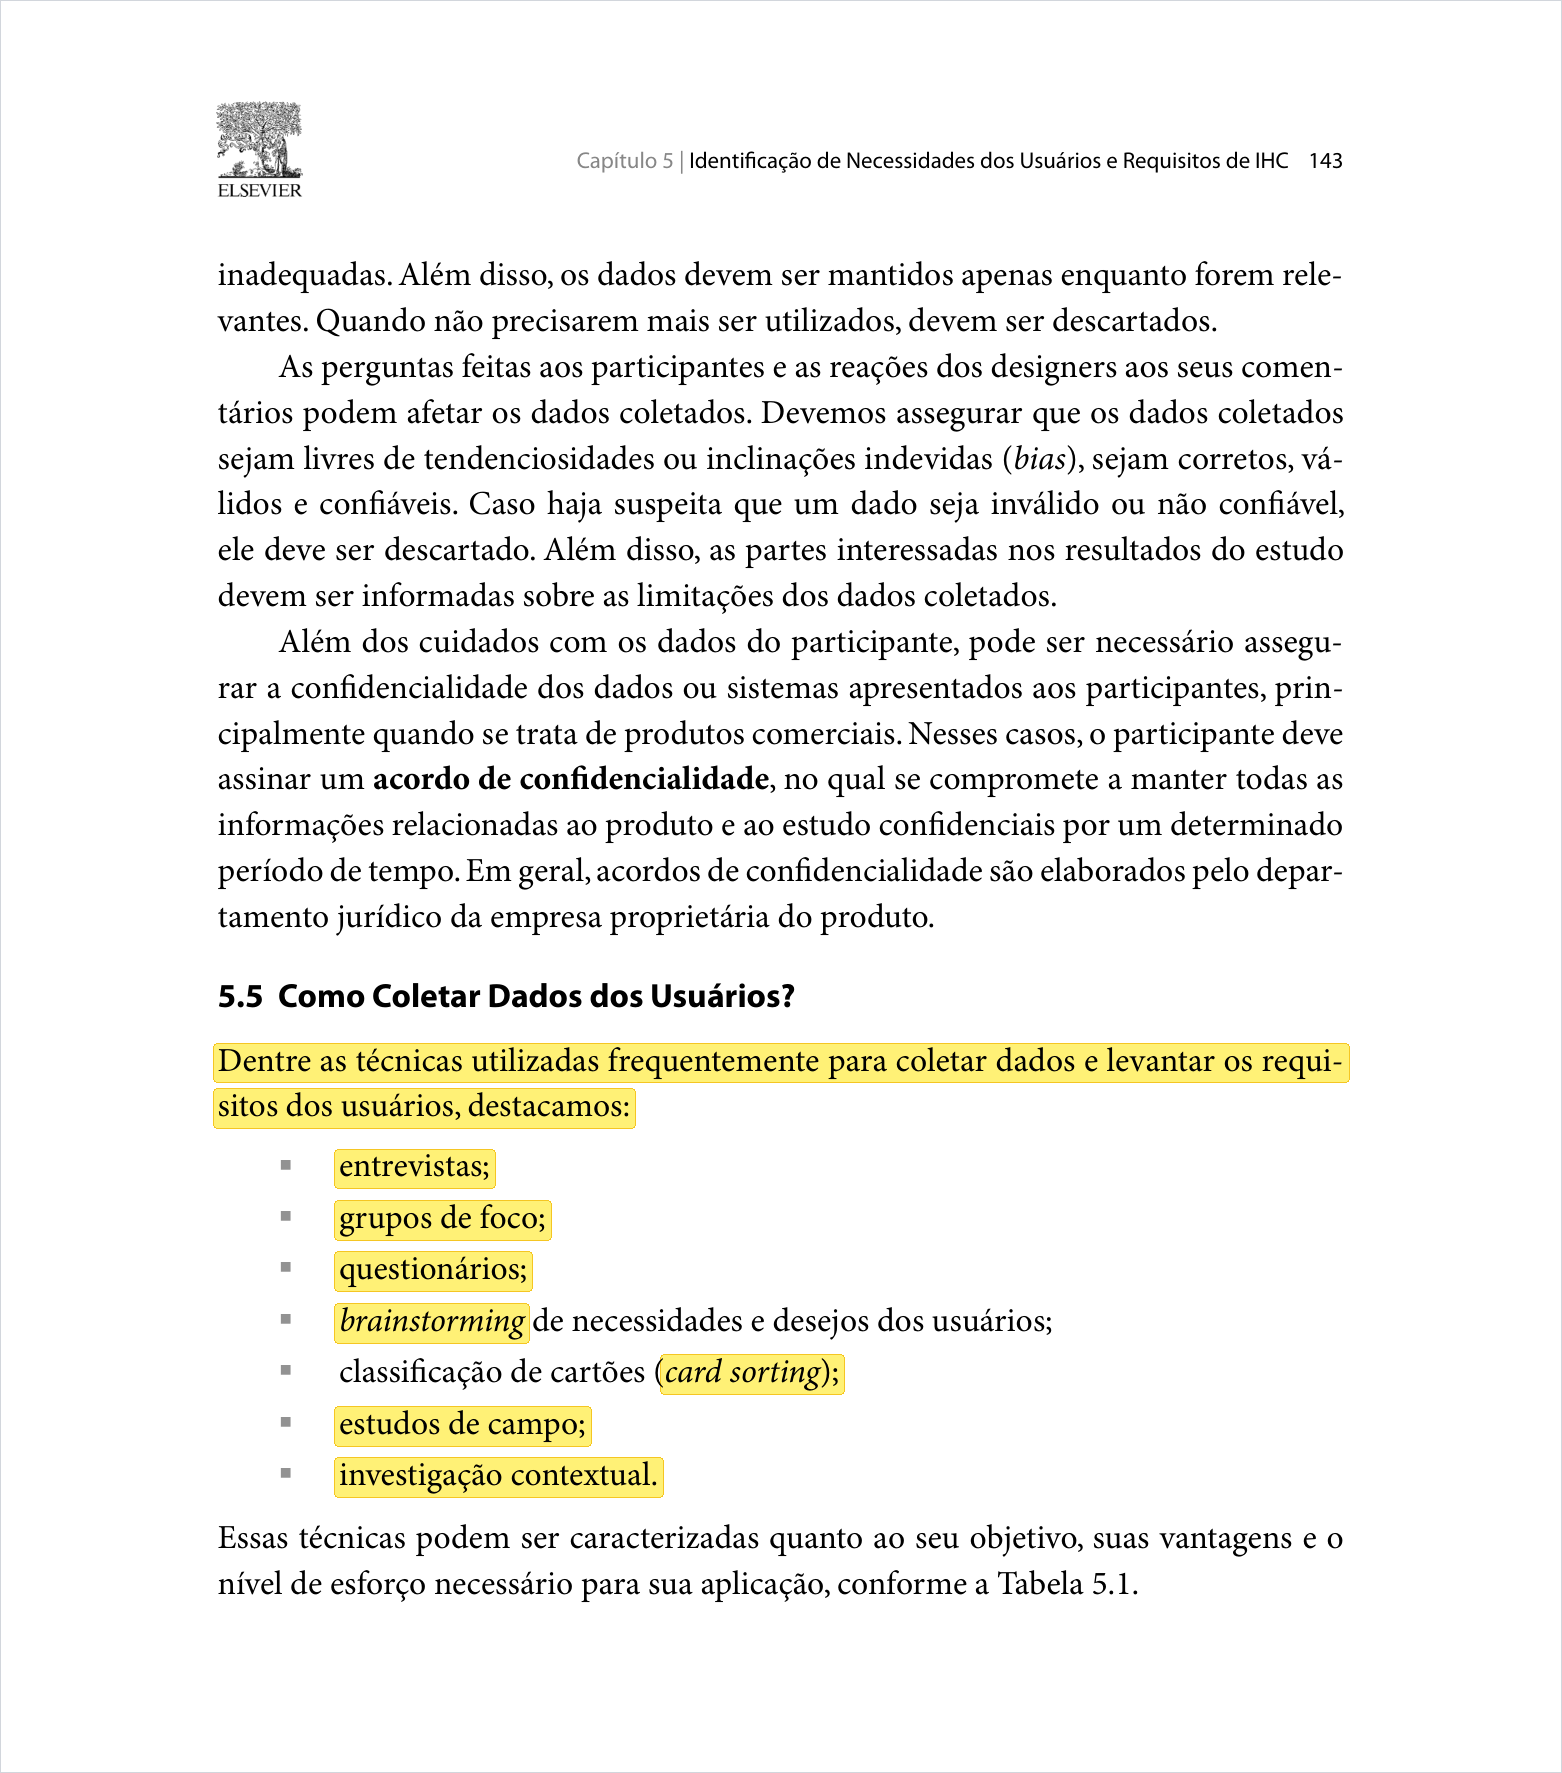 ELSEVIER
Capítulo 5 | Identificação de Necessidades dos Usuários e Requisitos de IHC 143
inadequadas. Além disso, os dados devem ser mantidos apenas enquanto forem rele-
vantes. Quando não precisarem mais ser utilizados, devem ser descartados.
As perguntas feitas aos participantes e as reações dos designers aos seus comen-
tários podem afetar os dados coletados. Devemos assegurar que os dados coletados
sejam livres de tendenciosidades ou inclinações indevidas (bias), sejam corretos, vá-
lidos e confiáveis. Caso haja suspeita que um dado seja inválido ou não confiável,
ele deve ser descartado. Além disso, as partes interessadas nos resultados do estudo
devem ser informadas sobre as limitações dos dados coletados.
Além dos cuidados com os dados do participante, pode ser necessário assegu-
rar a confidencialidade dos dados ou sistemas apresentados aos participantes, prin-
cipalmente quando se trata de produtos comerciais. Nesses casos, o participante deve
assinar um acordo de confidencialidade, no qual se compromete a manter todas as
informações relacionadas ao produto e ao estudo confidenciais por um determinado
período de tempo. Em geral, acordos de confidencialidade são elaborados pelo depar-
tamento jurídico da empresa proprietária do produto.
5.5 Como Coletar Dados dos Usuários?
Dentre as técnicas utilizadas frequentemente para coletar dados e levantar os requi-
sitos dos usuários, destacamos:
■ entrevistas;
■ grupos de foco;
■ questionários;
■ brainstorming de necessidades e desejos dos usuários;
■ classificação de cartões (card sorting);
■ estudos de campo;
■ investigação contextual.
Essas técnicas podem ser caracterizadas quanto ao seu objetivo, suas vantagens e o
nível de esforço necessário para sua aplicação, conforme a Tabela 5.1.